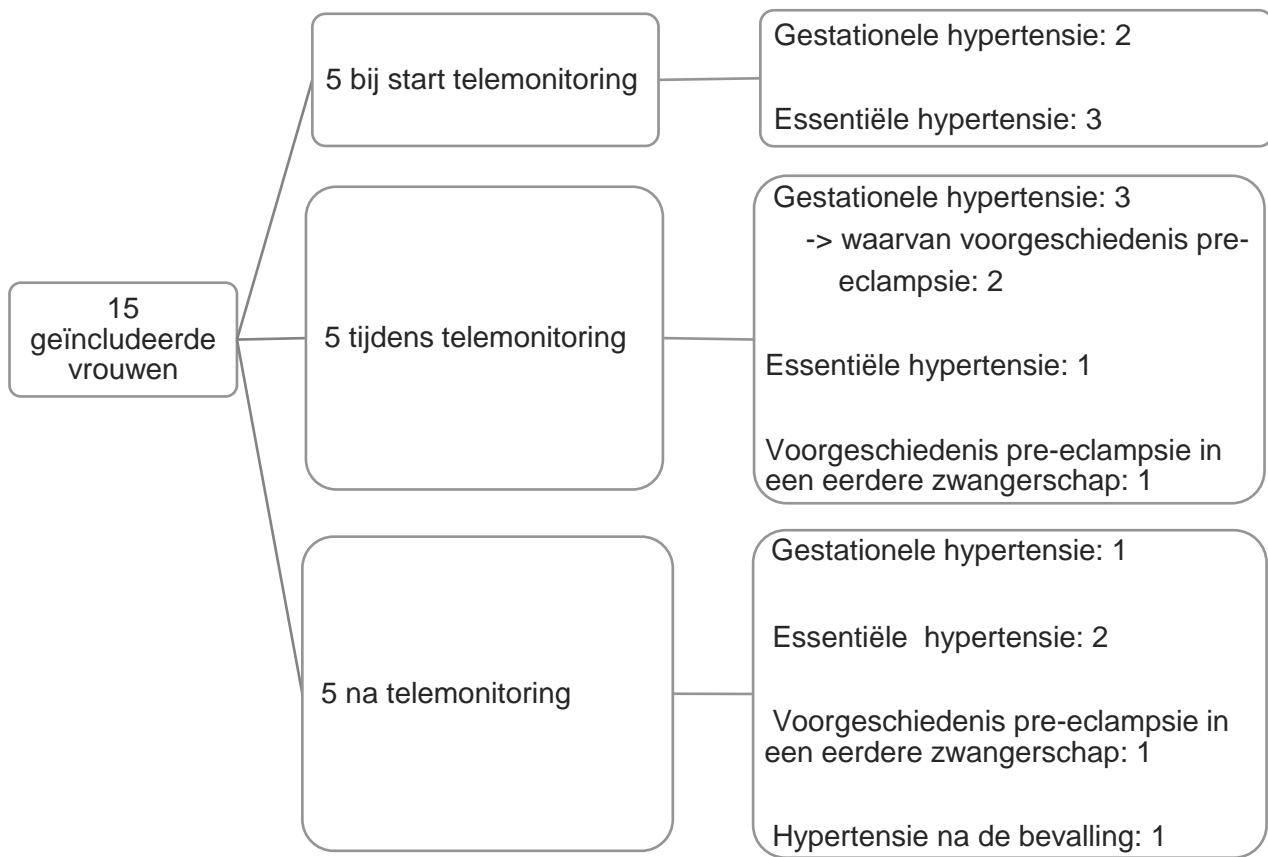 15
geïncludeerde
vrouwen
5 bij start telemonitoring
Gestationele hypertensie: 2
Essentiële hypertensie: 3
5 tijdens telemonitoring
Gestationele hypertensie: 3
-> waarvan voorgeschiedenis pre-
eclampsie: 2
Essentiële hypertensie: 1
Voorgeschiedenis pre-eclampsie in
een eerdere zwangerschap: 1
5 na telemonitoring
Gestationele hypertensie: 1
Essentiële  hypertensie: 2
Voorgeschiedenis pre-eclampsie in
een eerdere zwangerschap: 1
Hypertensie na de bevalling: 1